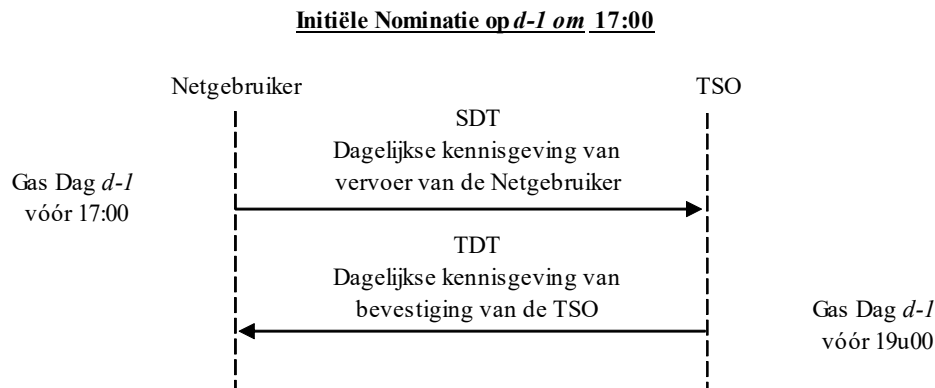 Initiële Nominatie op d-1 om 17:00
Netgebruiker TSO
SDT
Dagelijkse kennisgeving van
vervoer van de Netgebruiker
Gas Dag d-1
vóór 17:00
TDT
Dagelijkse kennisgeving van
bevestiging van de TSO
Gas Dag d-1
vóór 19u00